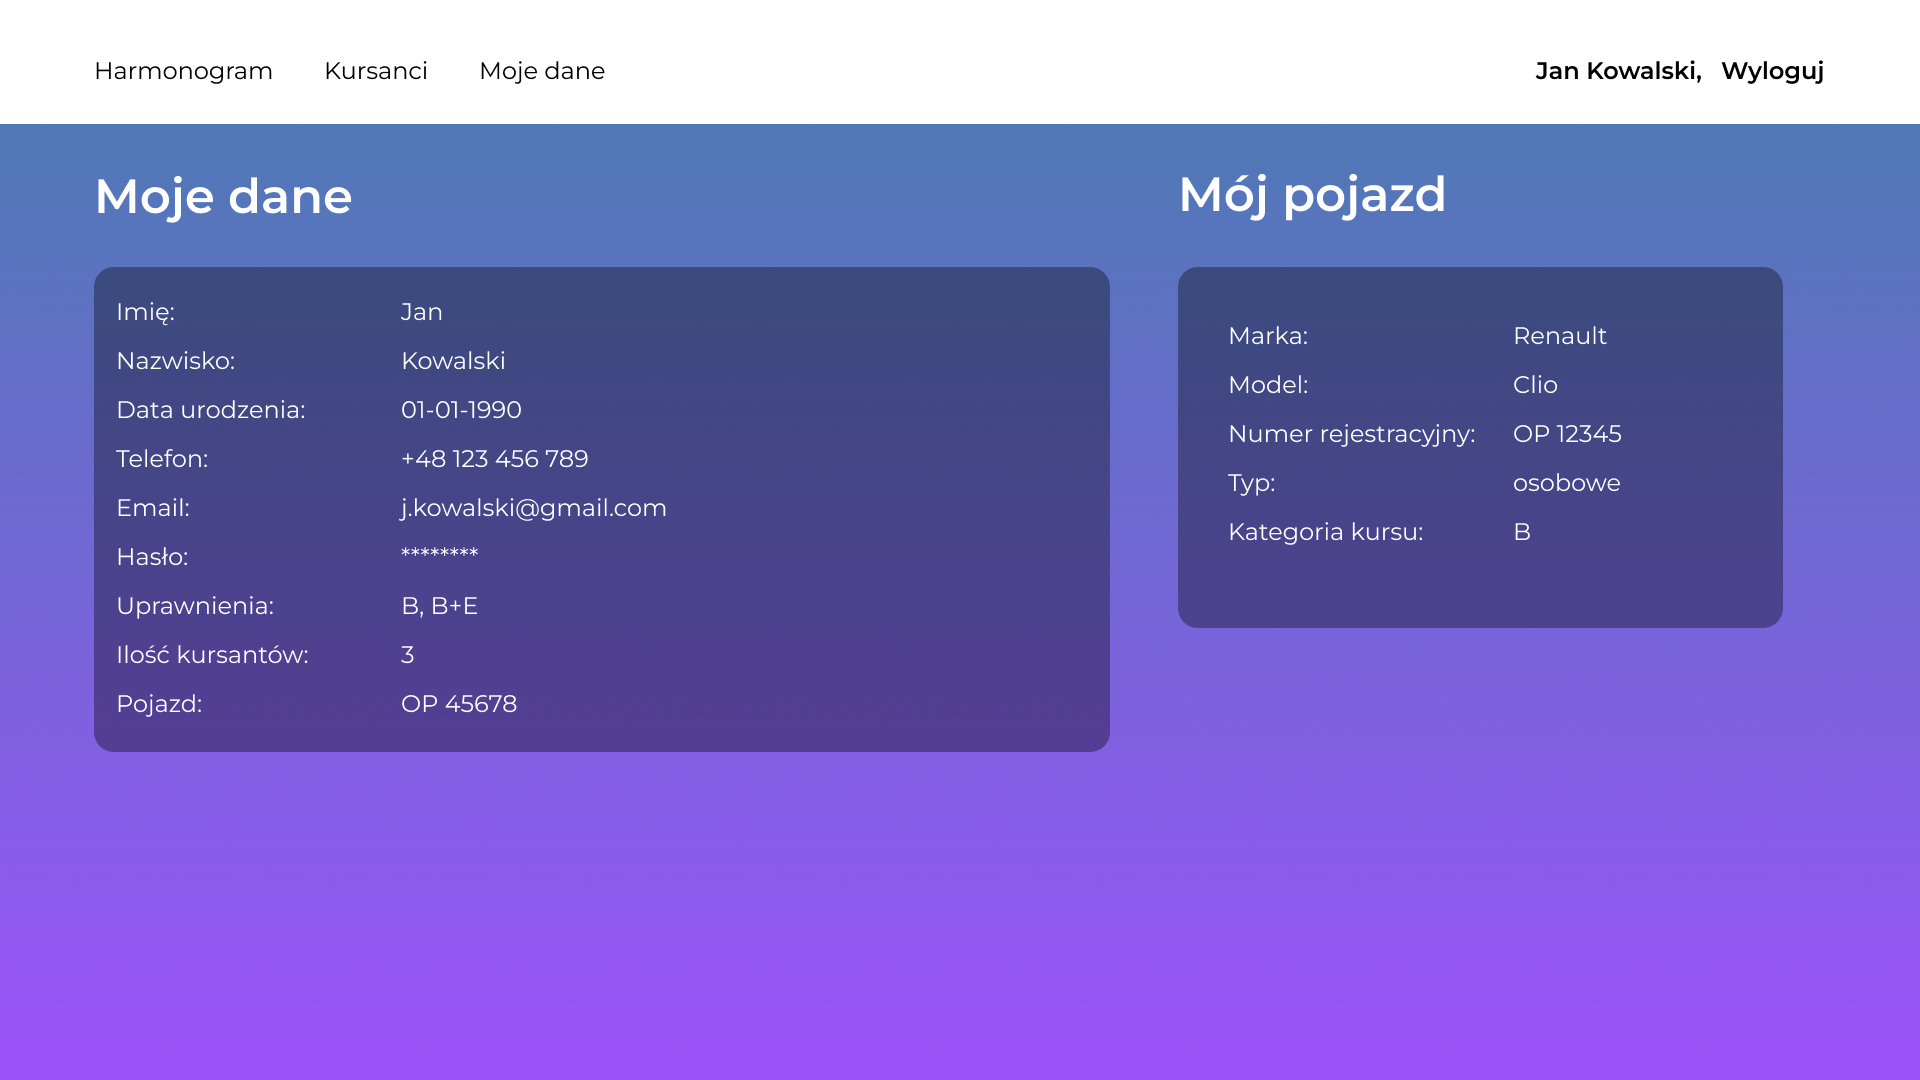 Harmonogram Kursanci Moje dane Jan Kowalski, Wyloguj
Moje dane
Imię: Jan
Nazwisko: Kowalski
Data urodzenia: 01-01-1990
Telefon: +48 123 456 789
Email: j.kowalski@gmail.com
Hasło: ********
Uprawnienia: B, B+E
Ilość kursantów: 3
Pojazd: OP 45678
Mój pojazd
Marka: Renault
Model: Clio
Numer rejestracyjny: OP 12345
Typ: osobowe
Kategoria kursu: B